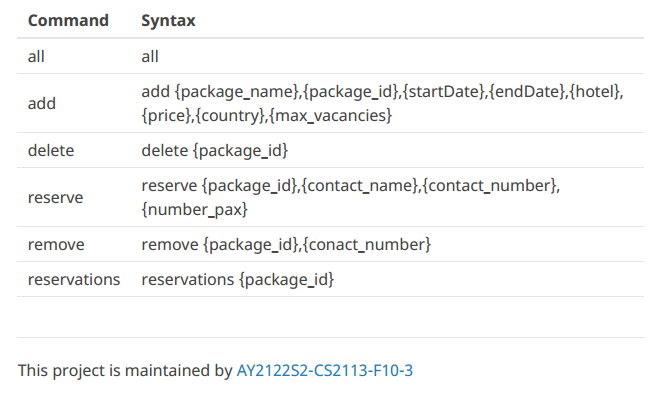 Command Syntax
all all
add add {package_name},{package_id},{startDate},{endDate},{hotel},
{price},{country},{max_vacancies}
delete delete {package_id}
reserve reserve {package_id},{contact_name},{contact_number},
{number_pax}
remove remove {package_id},{conact_number}
reservations reservations {package_id}
This project is maintained by AY2122S2-CS2113-F10-3